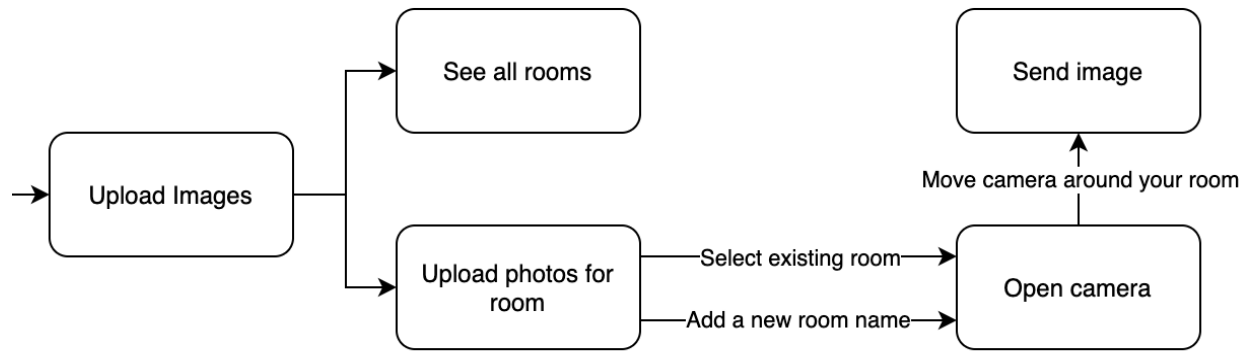 See all rooms
Send image
Upload Images
Move camera around your room
Upload photos for
room
Select existing room
Open camera
Add a new room name